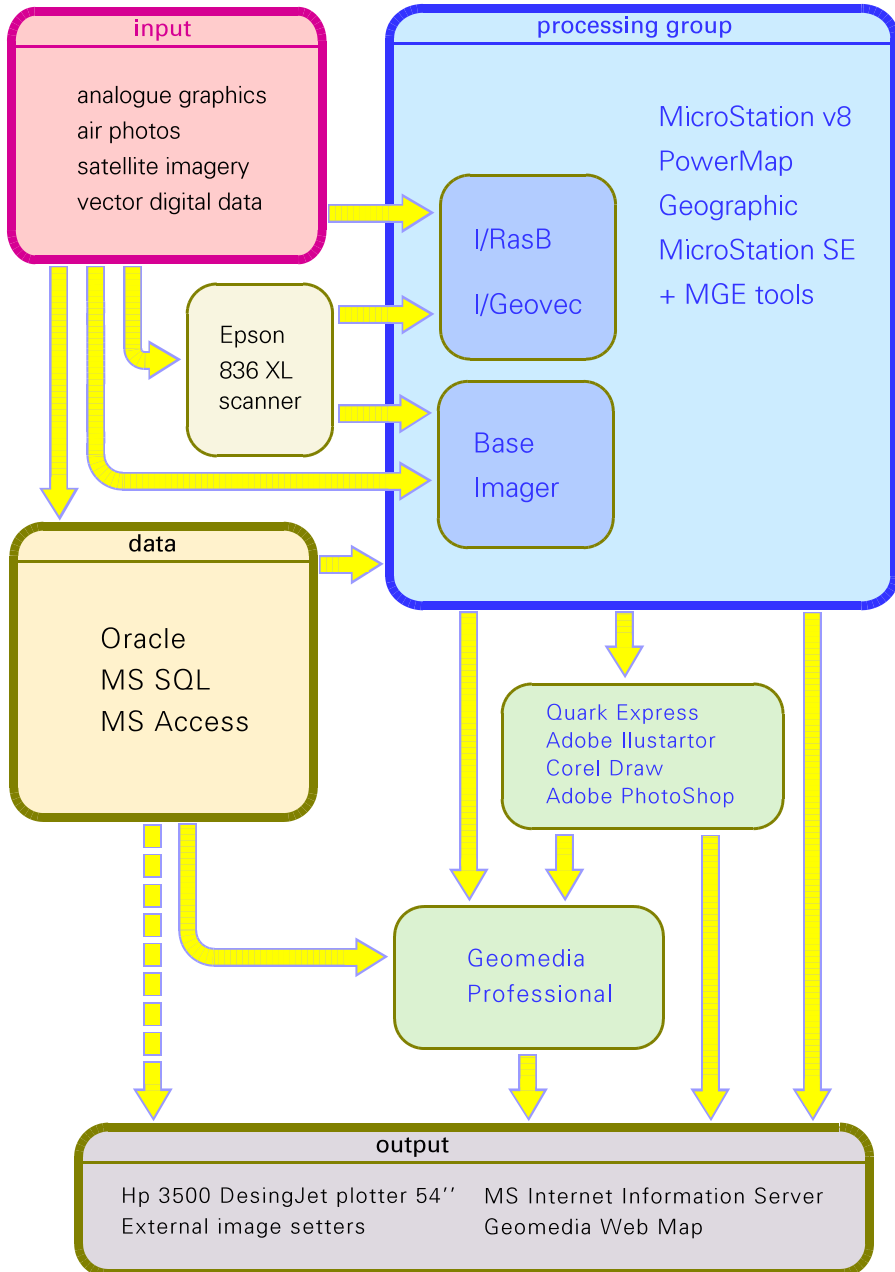 input
analogue graphics
air photos
satellite imagery
vector digital data
processing group
MicroStation v8
PowerMap
Geographic
MicroStation SE
+ MGE tools
I/RasB
I/Geovec
Epson
836 XL
scanner
Base
Imager
data
Oracle
MS SQL
MS Access
Quark Express
Adobe Ilustartor
Corel Draw
Adobe PhotoShop
Geomedia
Professional
output
Hp 3500 DesingJet plotter 54''
External image setters
MS Internet Information Server
Geomedia Web Map